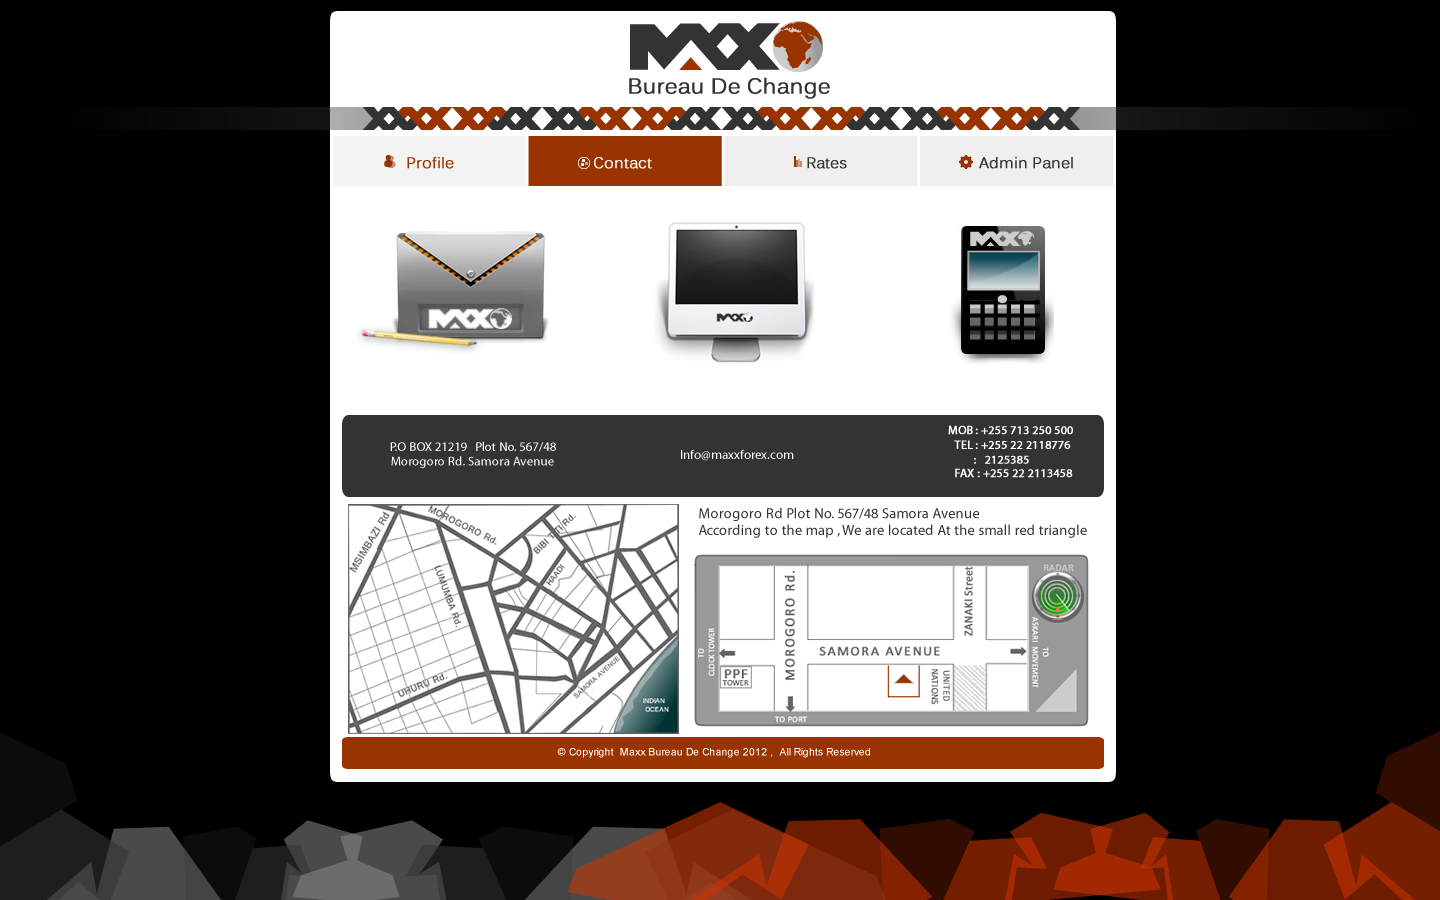 MAXX
Bureau De Change
Profile
Contact
Rates
Admin Panel
MAXX
MAXX
MAXX
P.O BOX 21219 Plot No. 567/48
Morogoro Rd. Samora Avenue
Info@maxxforex.com
MOB : +255 713 250 500
TEL : +255 22 2118776
: 2125385
FAX : +255 22 2113458
MSIMBAZI Rd
MOROGORO Rd.
BIBI TITI Rd.
HAADI
LUMUMBA Rd.
UHURU Rd.
SAMORA AVENUE
INDIAN
OCEAN
Morogoro Rd Plot No. 567/48 Samora Avenue
According to the map , We are located At the small red triangle
RADAR
MOROGORO Rd.
ZANAKI Street
SAMORA AVENUE
TO
CLOCK TOWER
TO
ASKARI MOVEMENT
PPF
TOWER
UNITED
NATIONS
TO PORT
© Copyright Maxx Bureau De Change 2012 , All Rights Reserved